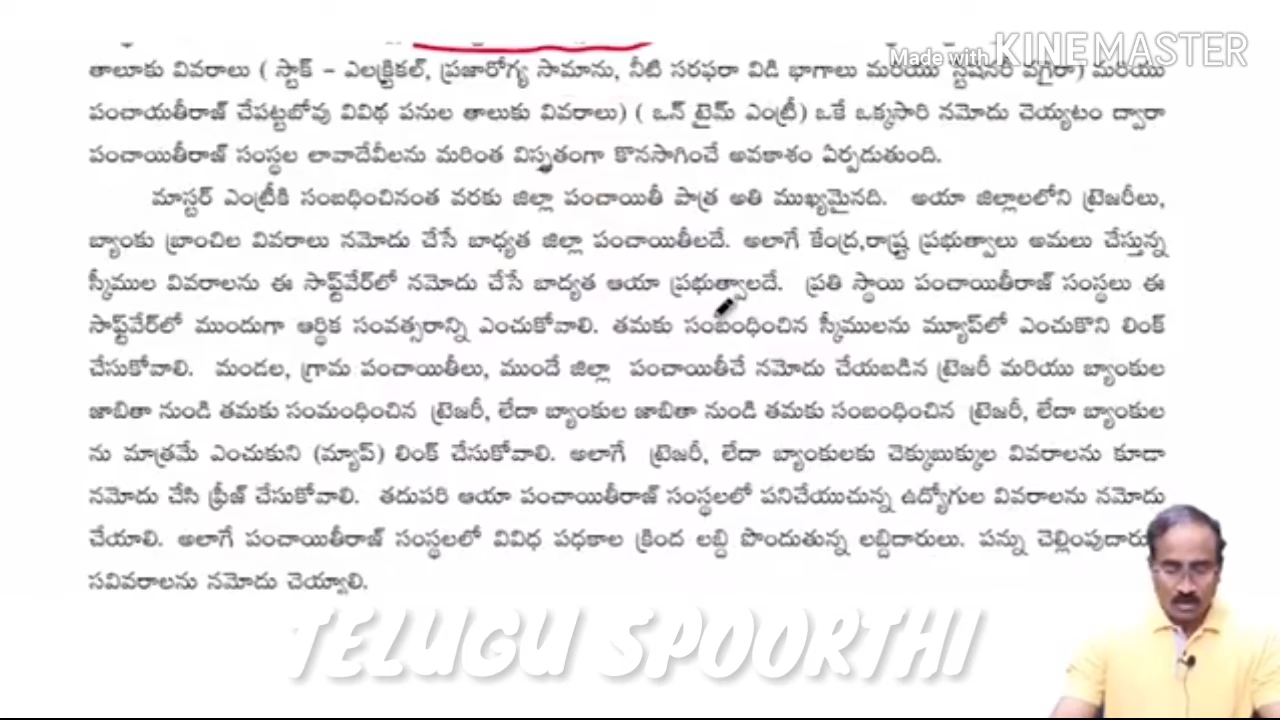 Made with KINEMASTER
తాలూకు వివరాలు ( స్టాక్ – ఎలక్ట్రికల్, ప్రజారోగ్య సామాను, నీటి సరఫరా విడి భాగాలు మరియు స్టేషనరీ వగైరా) మరియు
పంచాయతీరాజ్ చేపట్టబోవు వివిథ పనుల తాలుకు వివరాలు) ( ఒన్ టైమ్ ఎంట్రీ) ఒకే ఒక్కసారి నమోదు చెయ్యటం ద్వారా
పంచాయితీరాజ్ సంస్థల లావాదేవీలను మరింత విస్తృతంగా కొనసాగించే అవకాశం ఏర్పడుతుంది.
మాస్టర్ ఎంట్రీకి సంబధించినంత వరకు జిల్లా పంచాయితీ పాత్ర అతి ముఖ్యమైనది. అయా జిల్లాలలోని ట్రెజరీలు,
బ్యాంకు బ్రాంచిల వివరాలు నమోదు చేసే బాధ్యత జిల్లా పంచాయితీలదే. అలాగే కేంద్ర,రాష్ట్ర ప్రభుత్వాలు అమలు చేస్తున్న
స్కీముల వివరాలను ఈ సాఫ్ట్‌వేర్‌లో నమోదు చేసే బాద్యత ఆయా ప్రభుత్వాలదే. ప్రతి స్థాయి పంచాయితీరాజ్ సంస్థలు ఈ
సాఫ్ట్‌వేర్‌లో ముందుగా ఆర్థిక సంవత్సరాన్ని ఎంచుకోవాలి. తమకు సంబంధించిన స్కీములను మ్యాప్‌లో ఎంచుకొని లింక్
చేసుకోవాలి. మండల, గ్రామ పంచాయితీలు, ముందే జిల్లా పంచాయితీచే నమోదు చేయబడిన ట్రెజరీ మరియు బ్యాంకుల
జాబితా నుండి తమకు సంమంధించిన ట్రెజరీ, లేదా బ్యాంకుల జాబితా నుండి తమకు సంబంధించిన ట్రెజరీ, లేదా బ్యాంకుల
ను మాత్రమే ఎంచుకుని (మ్యాప్) లింక్ చేసుకోవాలి. అలాగే ట్రెజరీ, లేదా బ్యాంకులకు చెక్కుబుక్కుల వివరాలను కూడా
నమోదు చేసి ఫ్రీజ్ చేసుకోవాలి. తదుపరి ఆయా పంచాయితీరాజ్ సంస్థలలో పనిచేయుచున్న ఉద్యోగుల వివరాలను నమోదు
చేయాలి. అలాగే పంచాయితీరాజ్ సంస్థలలో వివిధ పధకాల క్రింద లబ్ది పొందుతున్న లబ్దిదారులు. పన్ను చెల్లింపుదారు
సవివరాలను నమోదు చెయ్యాలి.
TELUGU SPOORTHI